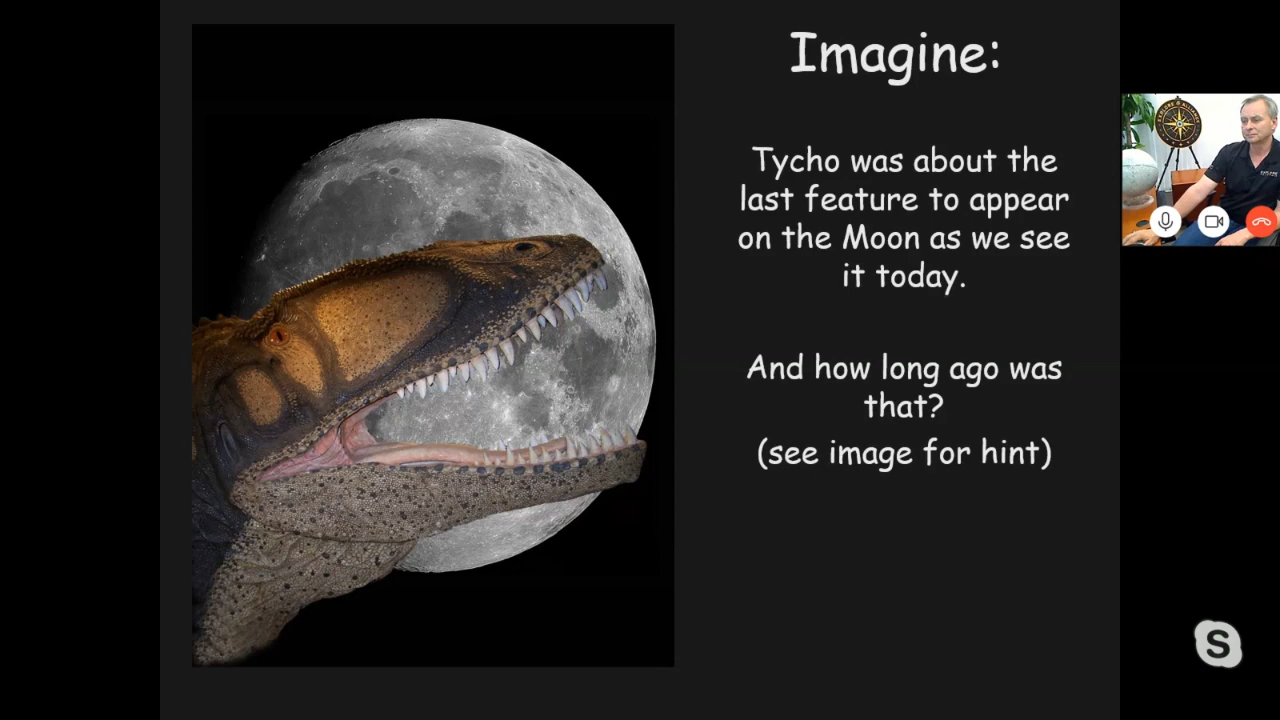 Imagine:
Tycho was about the
last feature to appear
on the Moon as we see
it today.
And how long ago was
that?
(see image for hint)
S